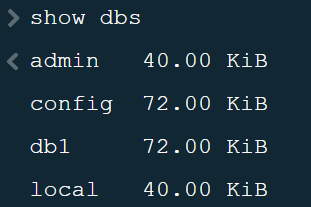 show dbs
admin 40.00 KiB
config 72.00 KiB
db1 72.00 KiB
local 40.00 KiB